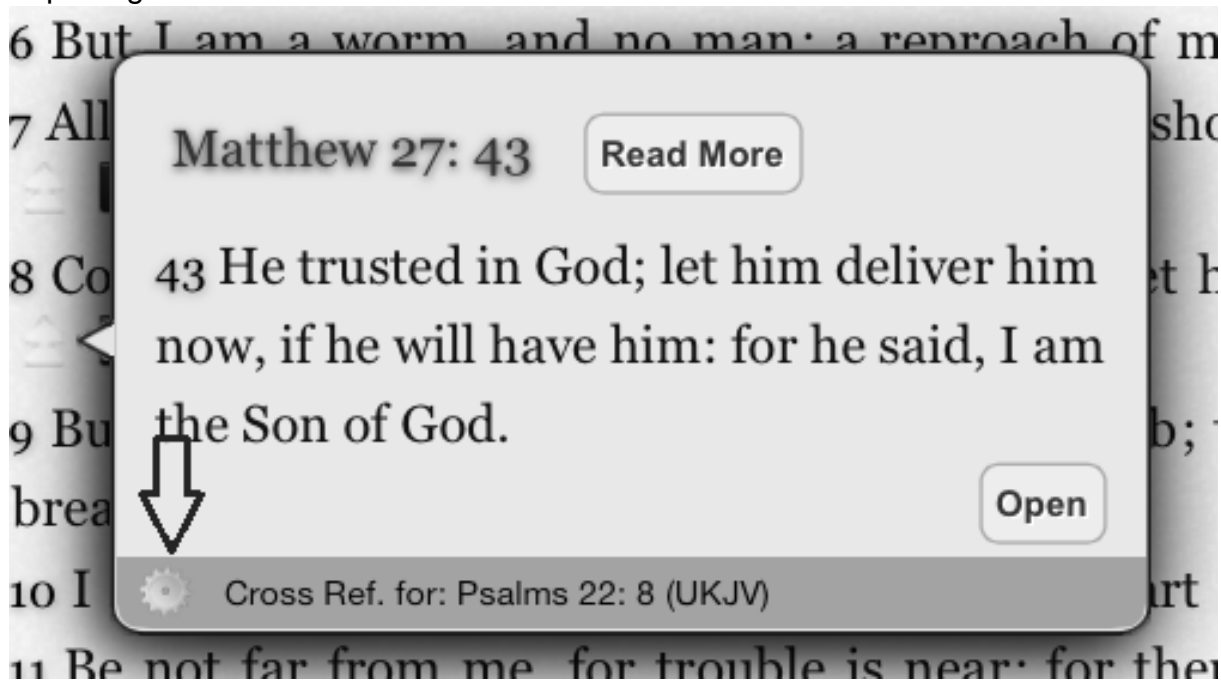 6 But I am a worm, and no man: a reproach of m
7 All sho
Matthew 27: 43 Read More
8 Co et h
43 He trusted in God; let him deliver him
now, if he will have him: for he said, I am
the Son of God.
9 Bu b;
brea
Open
10 I art
Cross Ref. for: Psalms 22: 8 (UKJV)
11 Be not far from me, for trouble is near; for ther